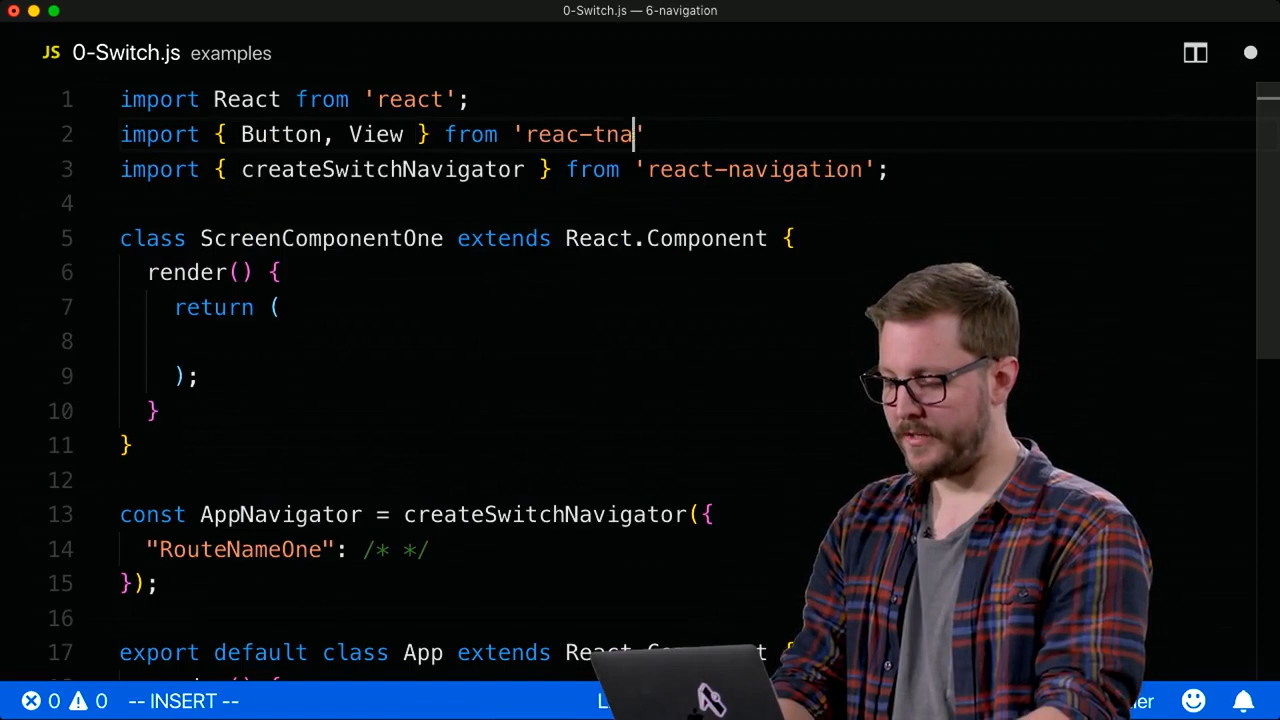 0-Switch.js — 6-navigation
JS 0-Switch.js examples
1 import React from 'react';
2 import { Button, View } from 'reac-tna'
3 import { createSwitchNavigator } from 'react-navigation';
4
5 class ScreenComponentOne extends React.Component {
6 render() {
7 return (
8
9 );
10 }
11 }
12
13 const AppNavigator = createSwitchNavigator({
14 "RouteNameOne": /* */
15 });
16
17 export default class App extends {
0 0 -- INSERT --